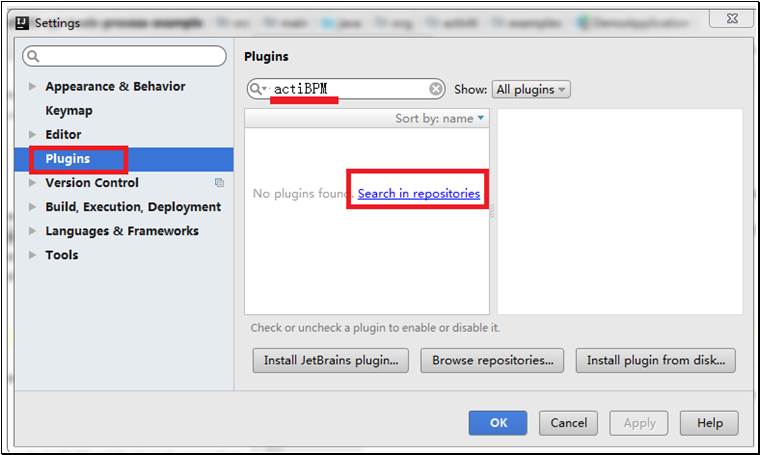 Settings
Plugins
Appearance & Behavior
actiBPM
Show: All plugins
Keymap
Sort by: name
Editor
Plugins
Version Control
No plugins found. Search in repositories
Build, Execution, Deployment
Languages & Frameworks
Tools
Check or uncheck a plugin to enable or disable it.
Install JetBrains plugin...
Browse repositories...
Install plugin from disk...
OK
Cancel
Apply
Help